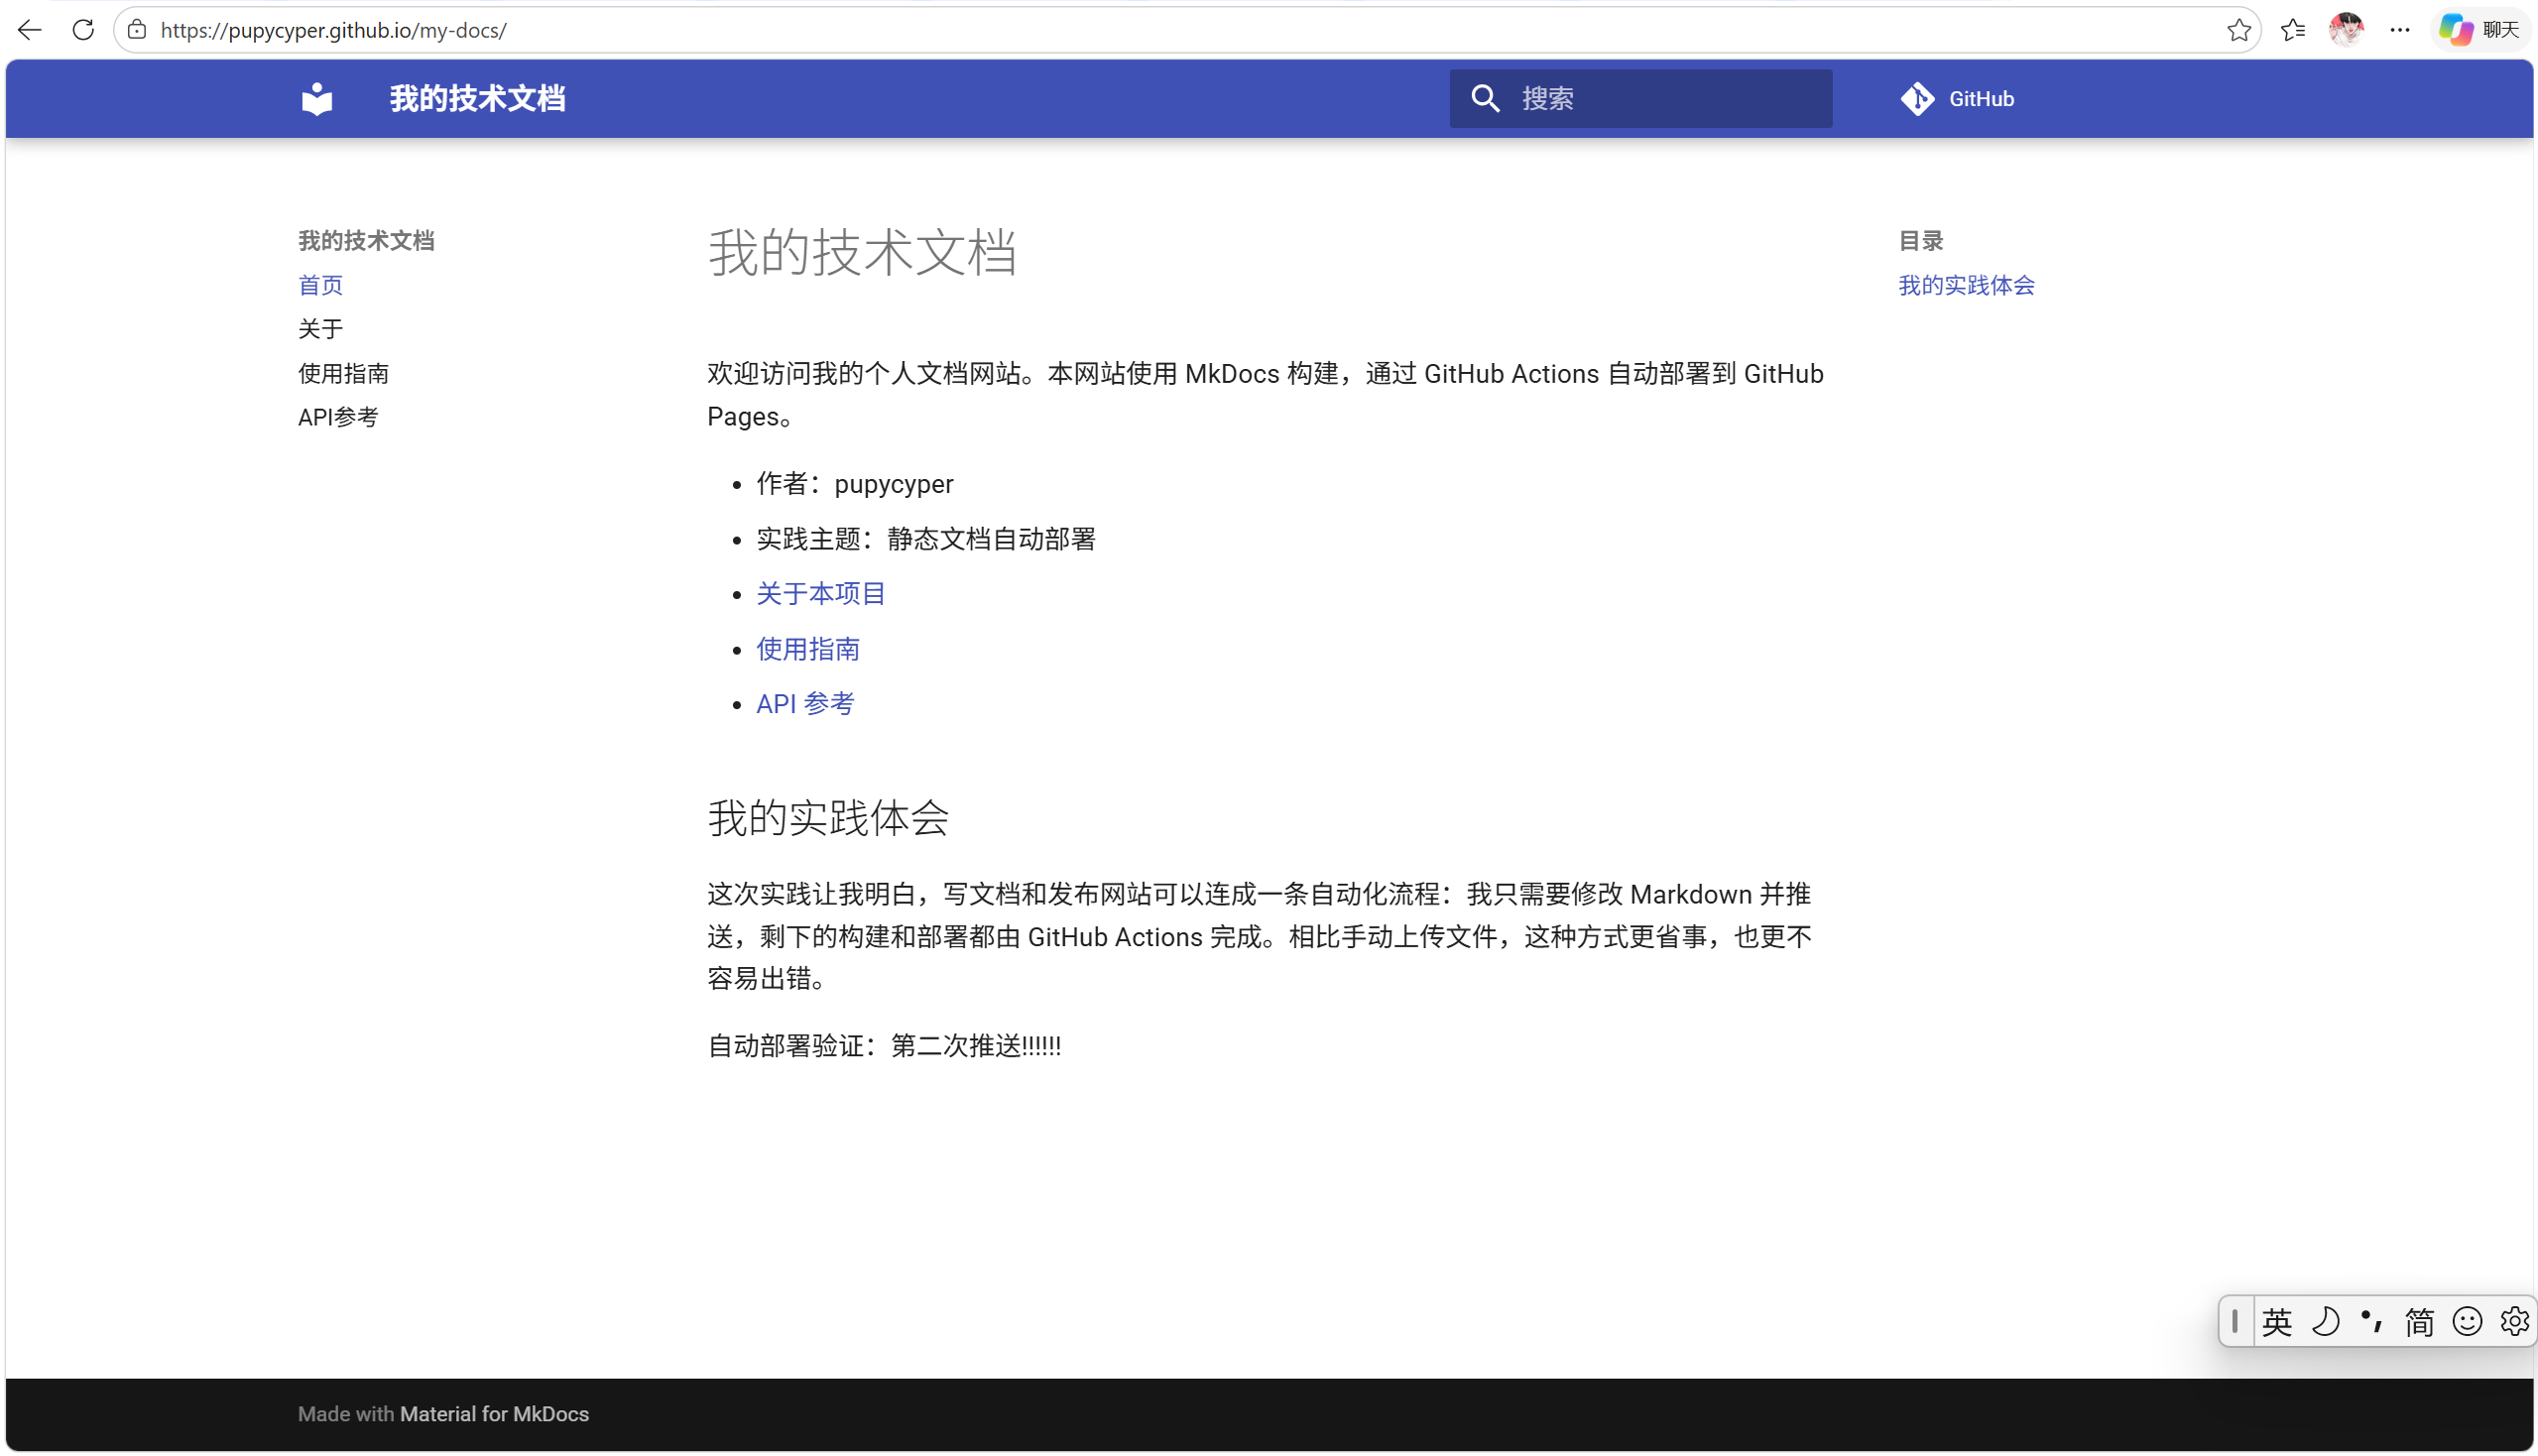 https://pupycyper.github.io/my-docs/
聊天
我的技术文档
搜索
GitHub
我的技术文档
首页
关于
使用指南
API参考
我的技术文档
欢迎访问我的个人文档网站。本网站使用 MkDocs 构建，通过 GitHub Actions 自动部署到 GitHub
Pages。
• 作者：pupycyper
• 实践主题：静态文档自动部署
• 关于本项目
• 使用指南
• API 参考
我的实践体会
这次实践让我明白，写文档和发布网站可以连成一条自动化流程：我只需要修改 Markdown 并推
送，剩下的构建和部署都由 GitHub Actions 完成。相比手动上传文件，这种方式更省事，也更不
容易出错。
自动部署验证：第二次推送!!!!!!
目录
我的实践体会
英 简
Made with Material for MkDocs